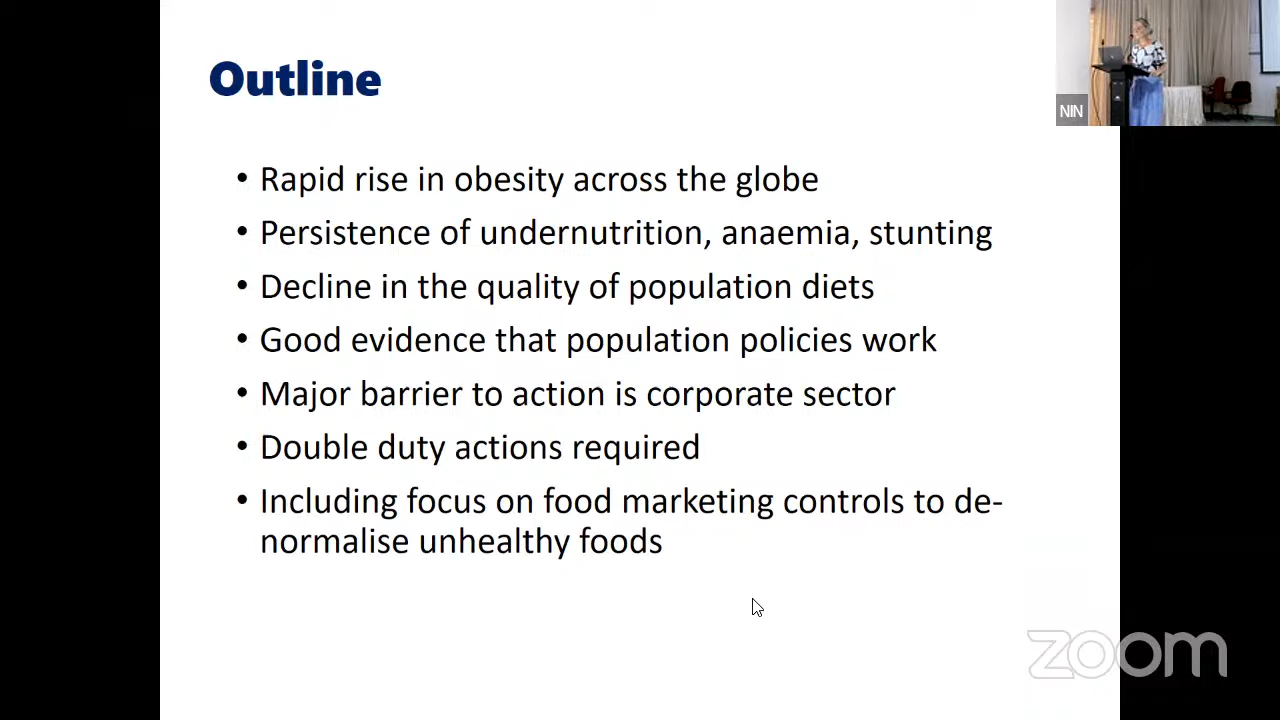 Outline
NIN
• Rapid rise in obesity across the globe
• Persistence of undernutrition, anaemia, stunting
• Decline in the quality of population diets
• Good evidence that population policies work
• Major barrier to action is corporate sector
• Double duty actions required
• Including focus on food marketing controls to de-
normalise unhealthy foods
zoom